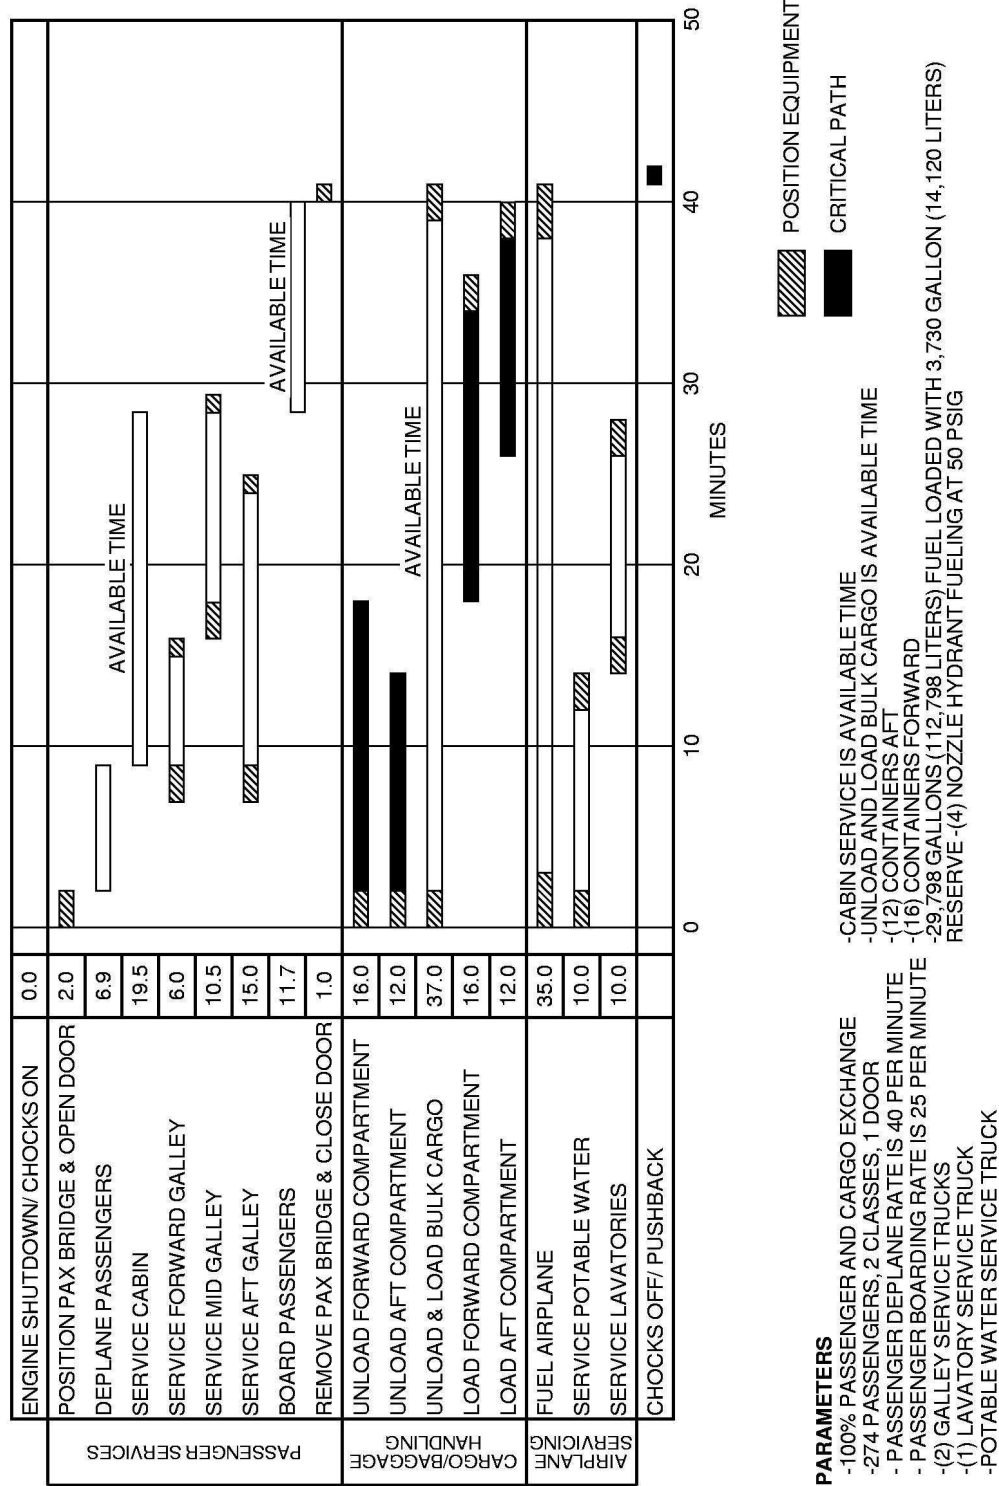 ENGINE SHUTDOWN/ CHOCKS ON 0.0
PASSENGER SERVICES
POSITION PAX BRIDGE & OPEN DOOR 2.0
DEPLANE PASSENGERS 6.9
SERVICE CABIN 19.5 AVAILABLE TIME
SERVICE FORWARD GALLEY 6.0
SERVICE MID GALLEY 10.5
SERVICE AFT GALLEY 15.0
BOARD PASSENGERS 11.7 AVAILABLE TIME
REMOVE PAX BRIDGE & CLOSE DOOR 1.0
CARGO/BAGGAGE
HANDLING
UNLOAD FORWARD COMPARTMENT 16.0
UNLOAD AFT COMPARTMENT 12.0
UNLOAD & LOAD BULK CARGO 37.0 AVAILABLE TIME
LOAD FORWARD COMPARTMENT 16.0
LOAD AFT COMPARTMENT 12.0
AIRPLANE
SERVICING
FUEL AIRPLANE 35.0
SERVICE POTABLE WATER 10.0
SERVICE LAVATORIES 10.0
CHOCKS OFF/ PUSHBACK
0 10 20 30 40 50
MINUTES
POSITION EQUIPMENT
CRITICAL PATH
PARAMETERS
-100% PASSENGER AND CARGO EXCHANGE
-274 PASSENGERS, 2 CLASSES, 1 DOOR
- PASSENGER DEPLANE RATE IS 40 PER MINUTE
- PASSENGER BOARDING RATE IS 25 PER MINUTE
-(2) GALLEY SERVICE TRUCKS
-(1) LAVATORY SERVICE TRUCK
-POTABLE WATER SERVICE TRUCK
-CABIN SERVICE IS AVAILABLE TIME
-UNLOAD AND LOAD BULK CARGO IS AVAILABLE TIME
-(12) CONTAINERS AFT
-(16) CONTAINERS FORWARD
-29,798 GALLONS (112,798 LITERS) FUEL LOADED WITH 3,730 GALLON (14,120 LITERS)
RESERVE -(4) NOZZLE HYDRANT FUELING AT 50 PSIG